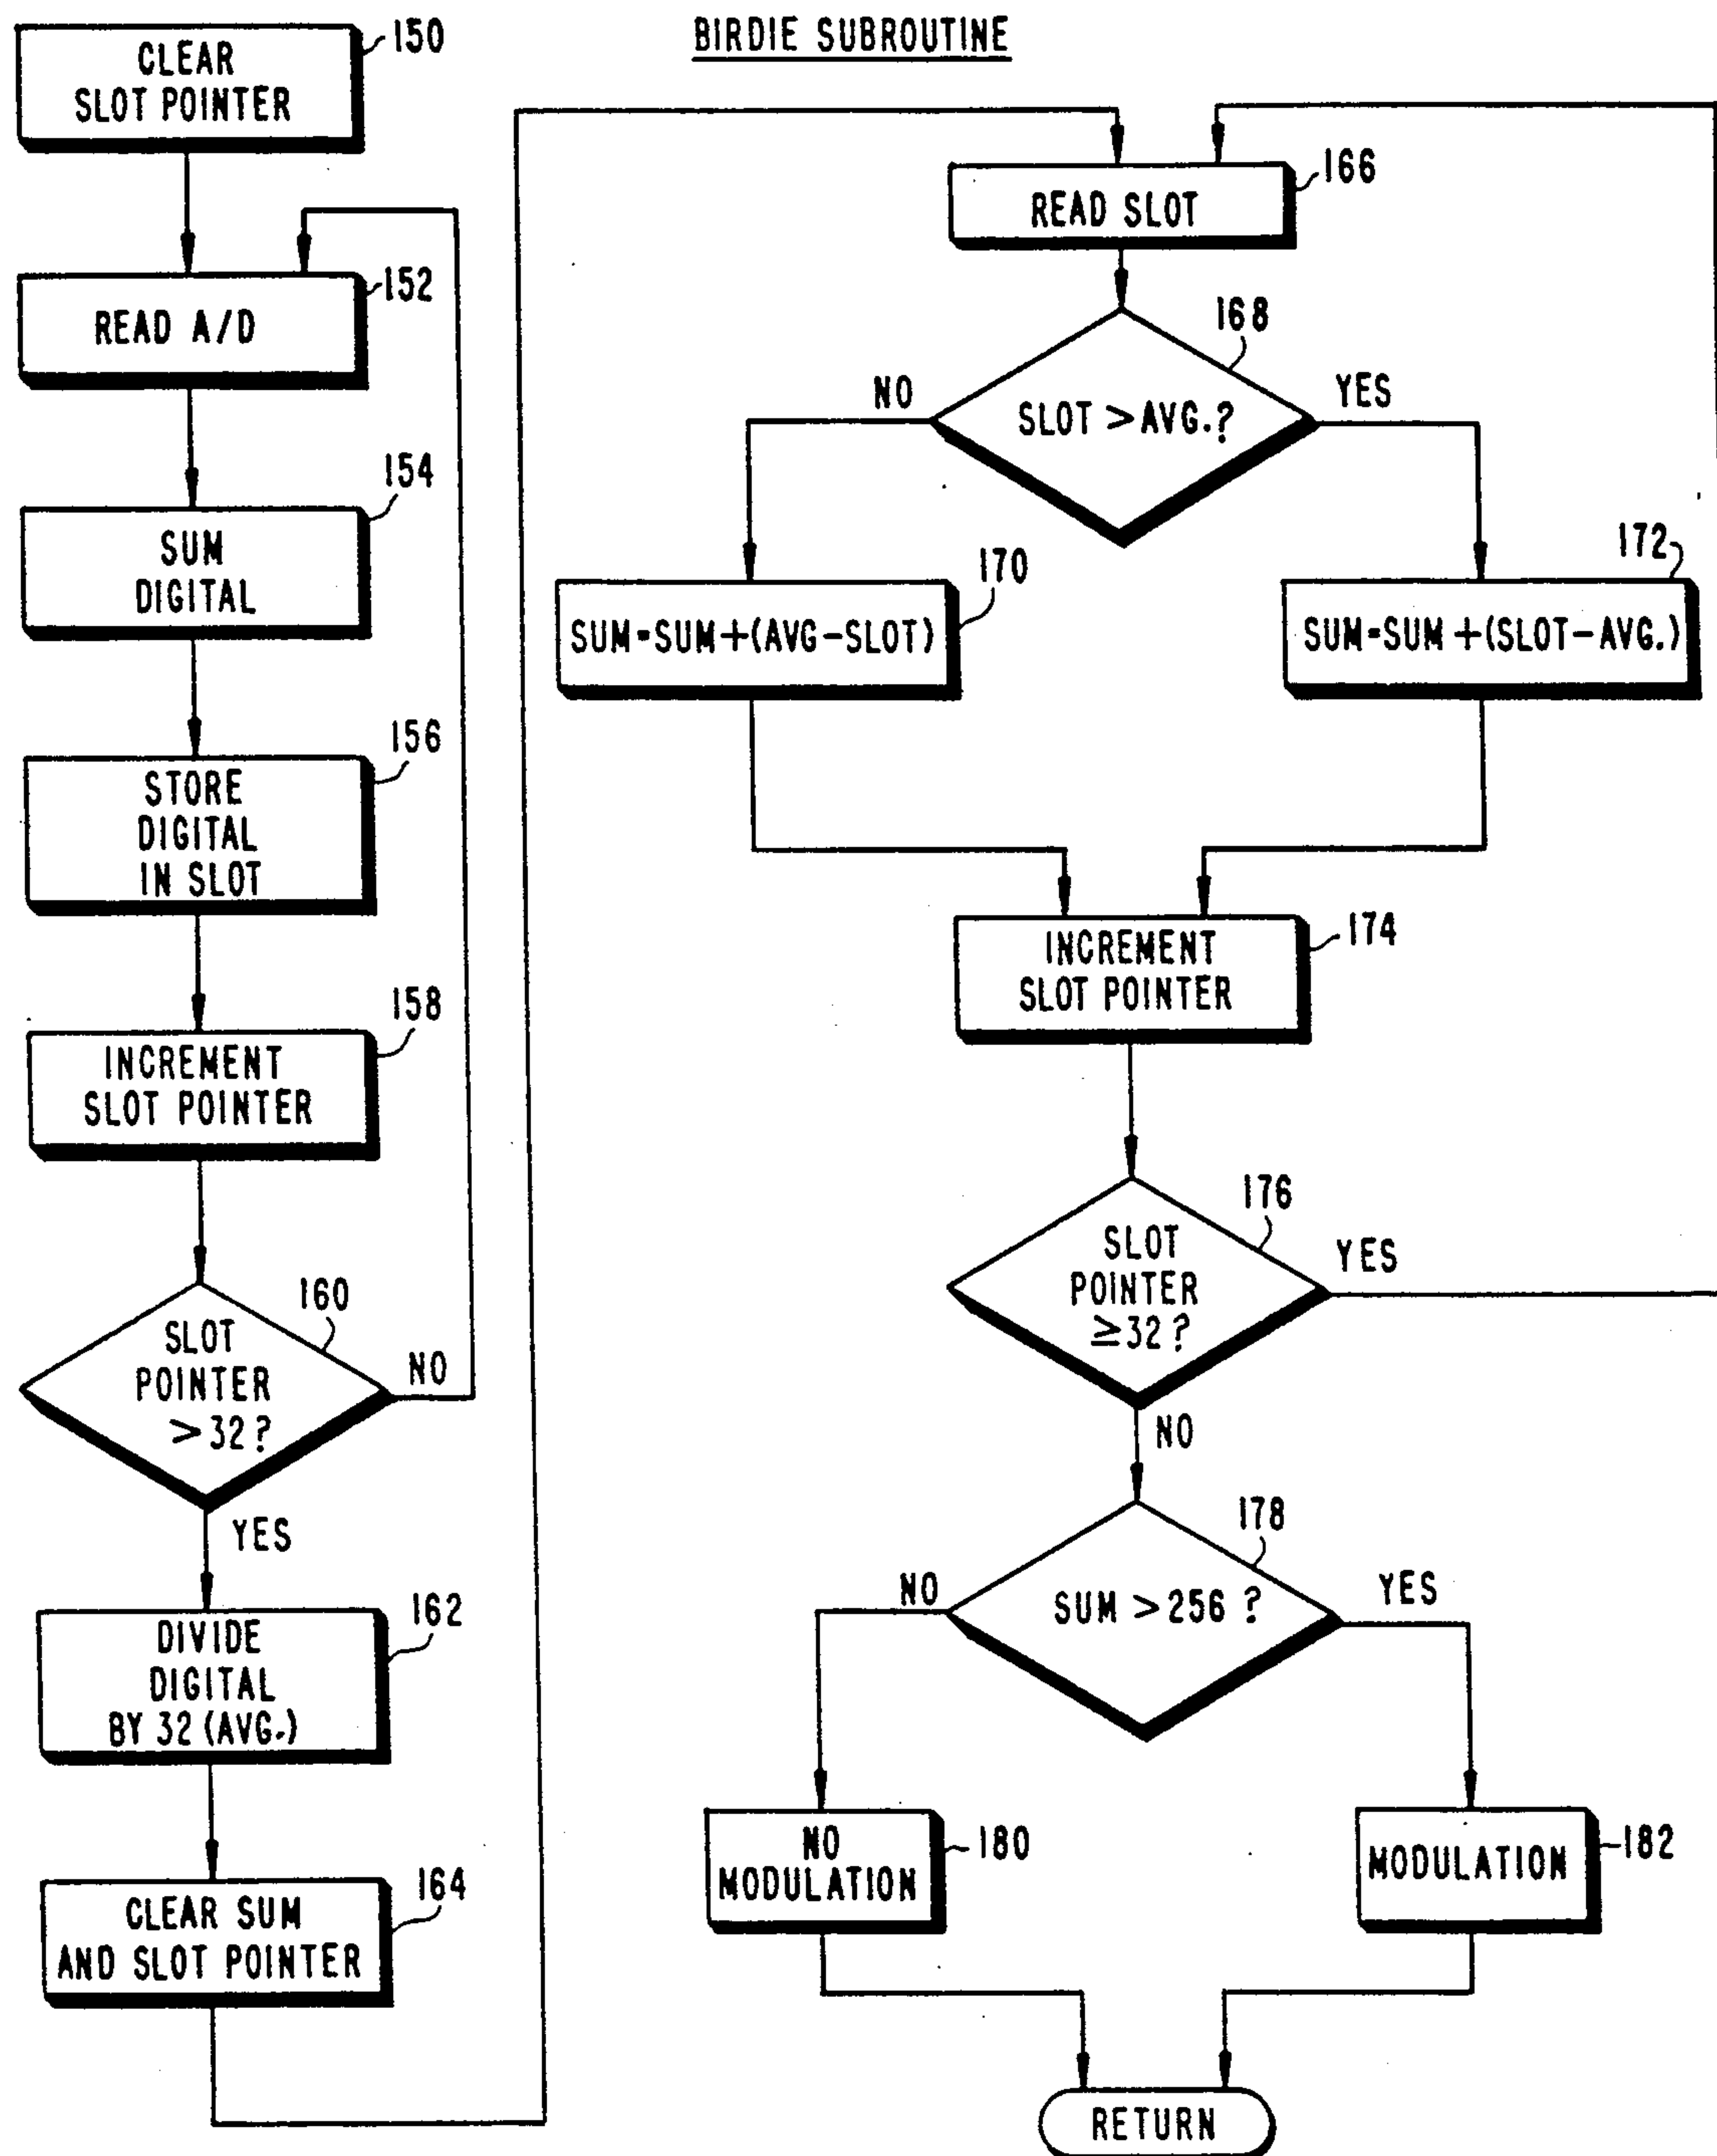 BIRDIE SUBROUTINE
150
CLEAR
SLOT POINTER
152
READ A/D
154
SUM
DIGITAL
156
STORE
DIGITAL
IN SLOT
158
INCREMENT
SLOT POINTER
160
SLOT
POINTER
> 32 ?
NO
YES
162
DIVIDE
DIGITAL
BY 32 (AVG.)
164
CLEAR SUM
AND SLOT POINTER
166
READ SLOT
168
SLOT > AVG. ?
NO
YES
170
SUM=SUM+(AVG-SLOT)
172
SUM=SUM+(SLOT-AVG.)
174
INCREMENT
SLOT POINTER
176
SLOT
POINTER
≥32 ?
YES
NO
178
SUM > 256 ?
NO
YES
180
NO
MODULATION
182
MODULATION
RETURN